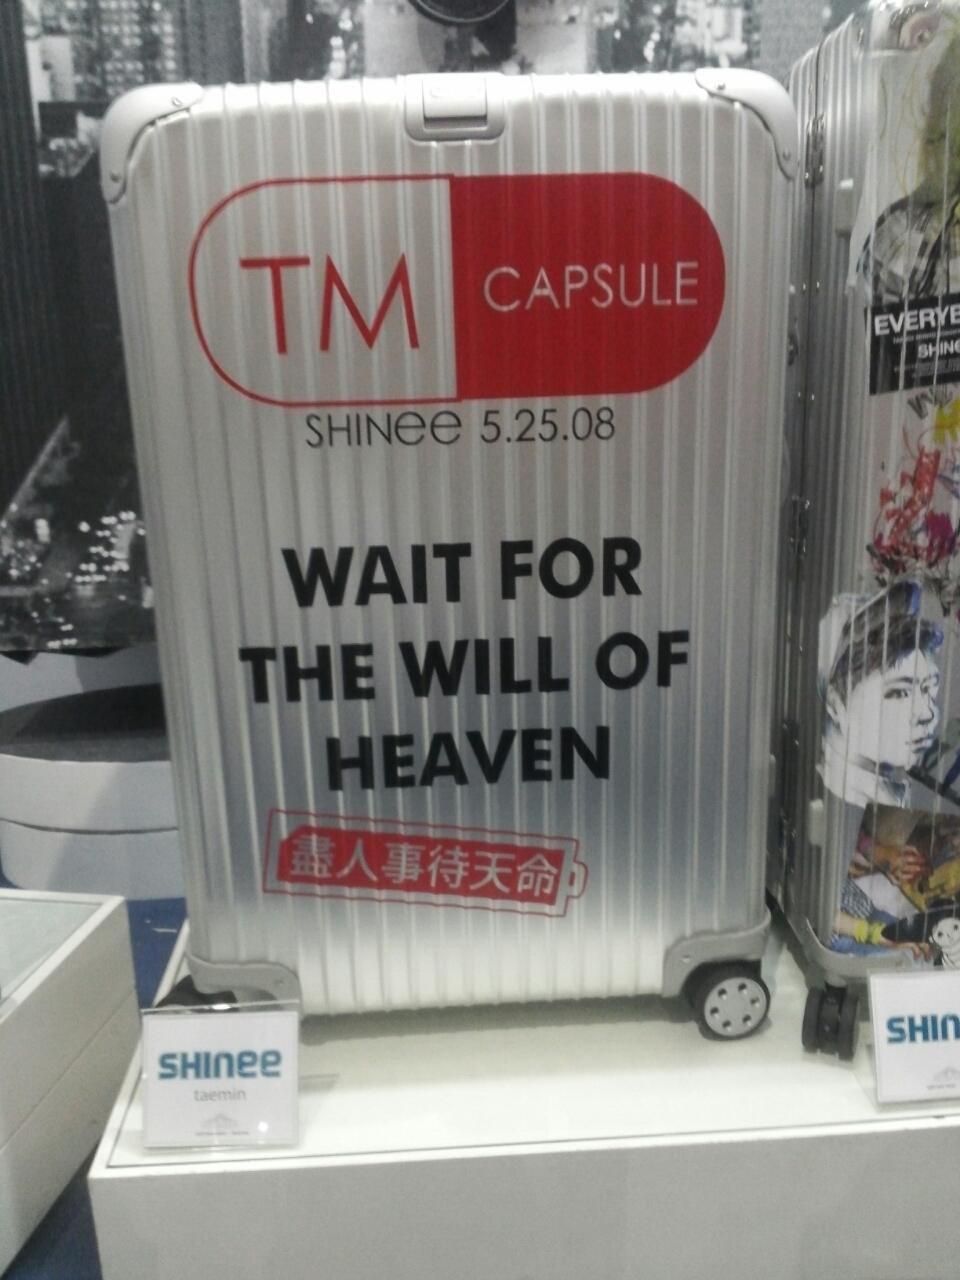 TM CAPSULE
SHINee 5.25.08
WAIT FOR
THE WILL OF
HEAVEN
盡人事待天命
SHINee
taemin
EVERYB
SHINe
SHIN